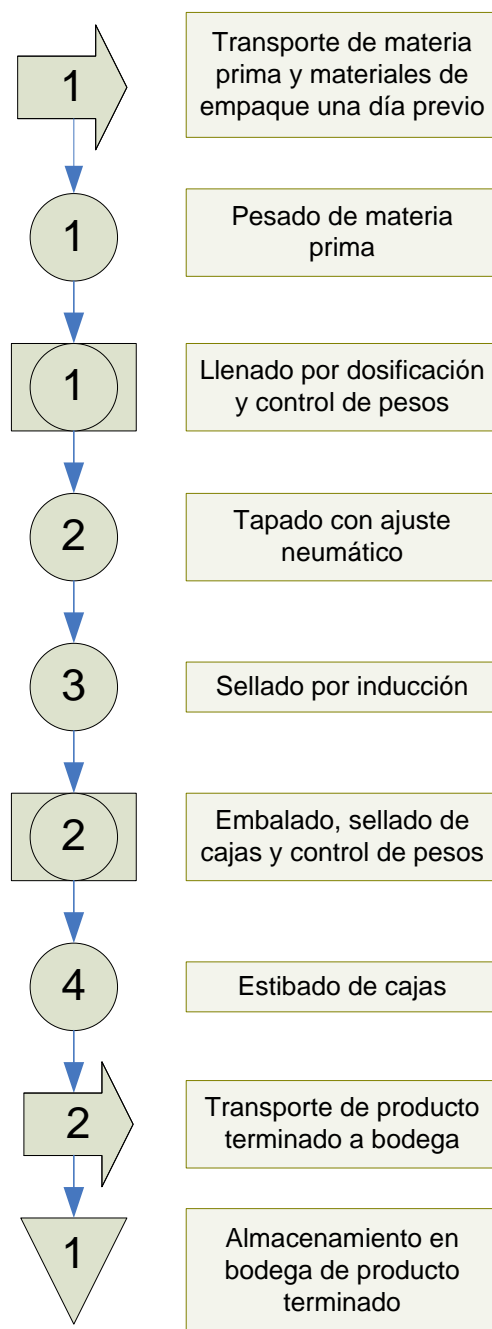 1
Transporte de materia
prima y materiales de
empaque una día previo
1
Pesado de materia
prima
1
Llenado por dosificación
y control de pesos
2
Tapado con ajuste
neumático
3
Sellado por inducción
2
Embalado, sellado de
cajas y control de pesos
4
Estibado de cajas
2
Transporte de producto
terminado a bodega
1
Almacenamiento en
bodega de producto
terminado